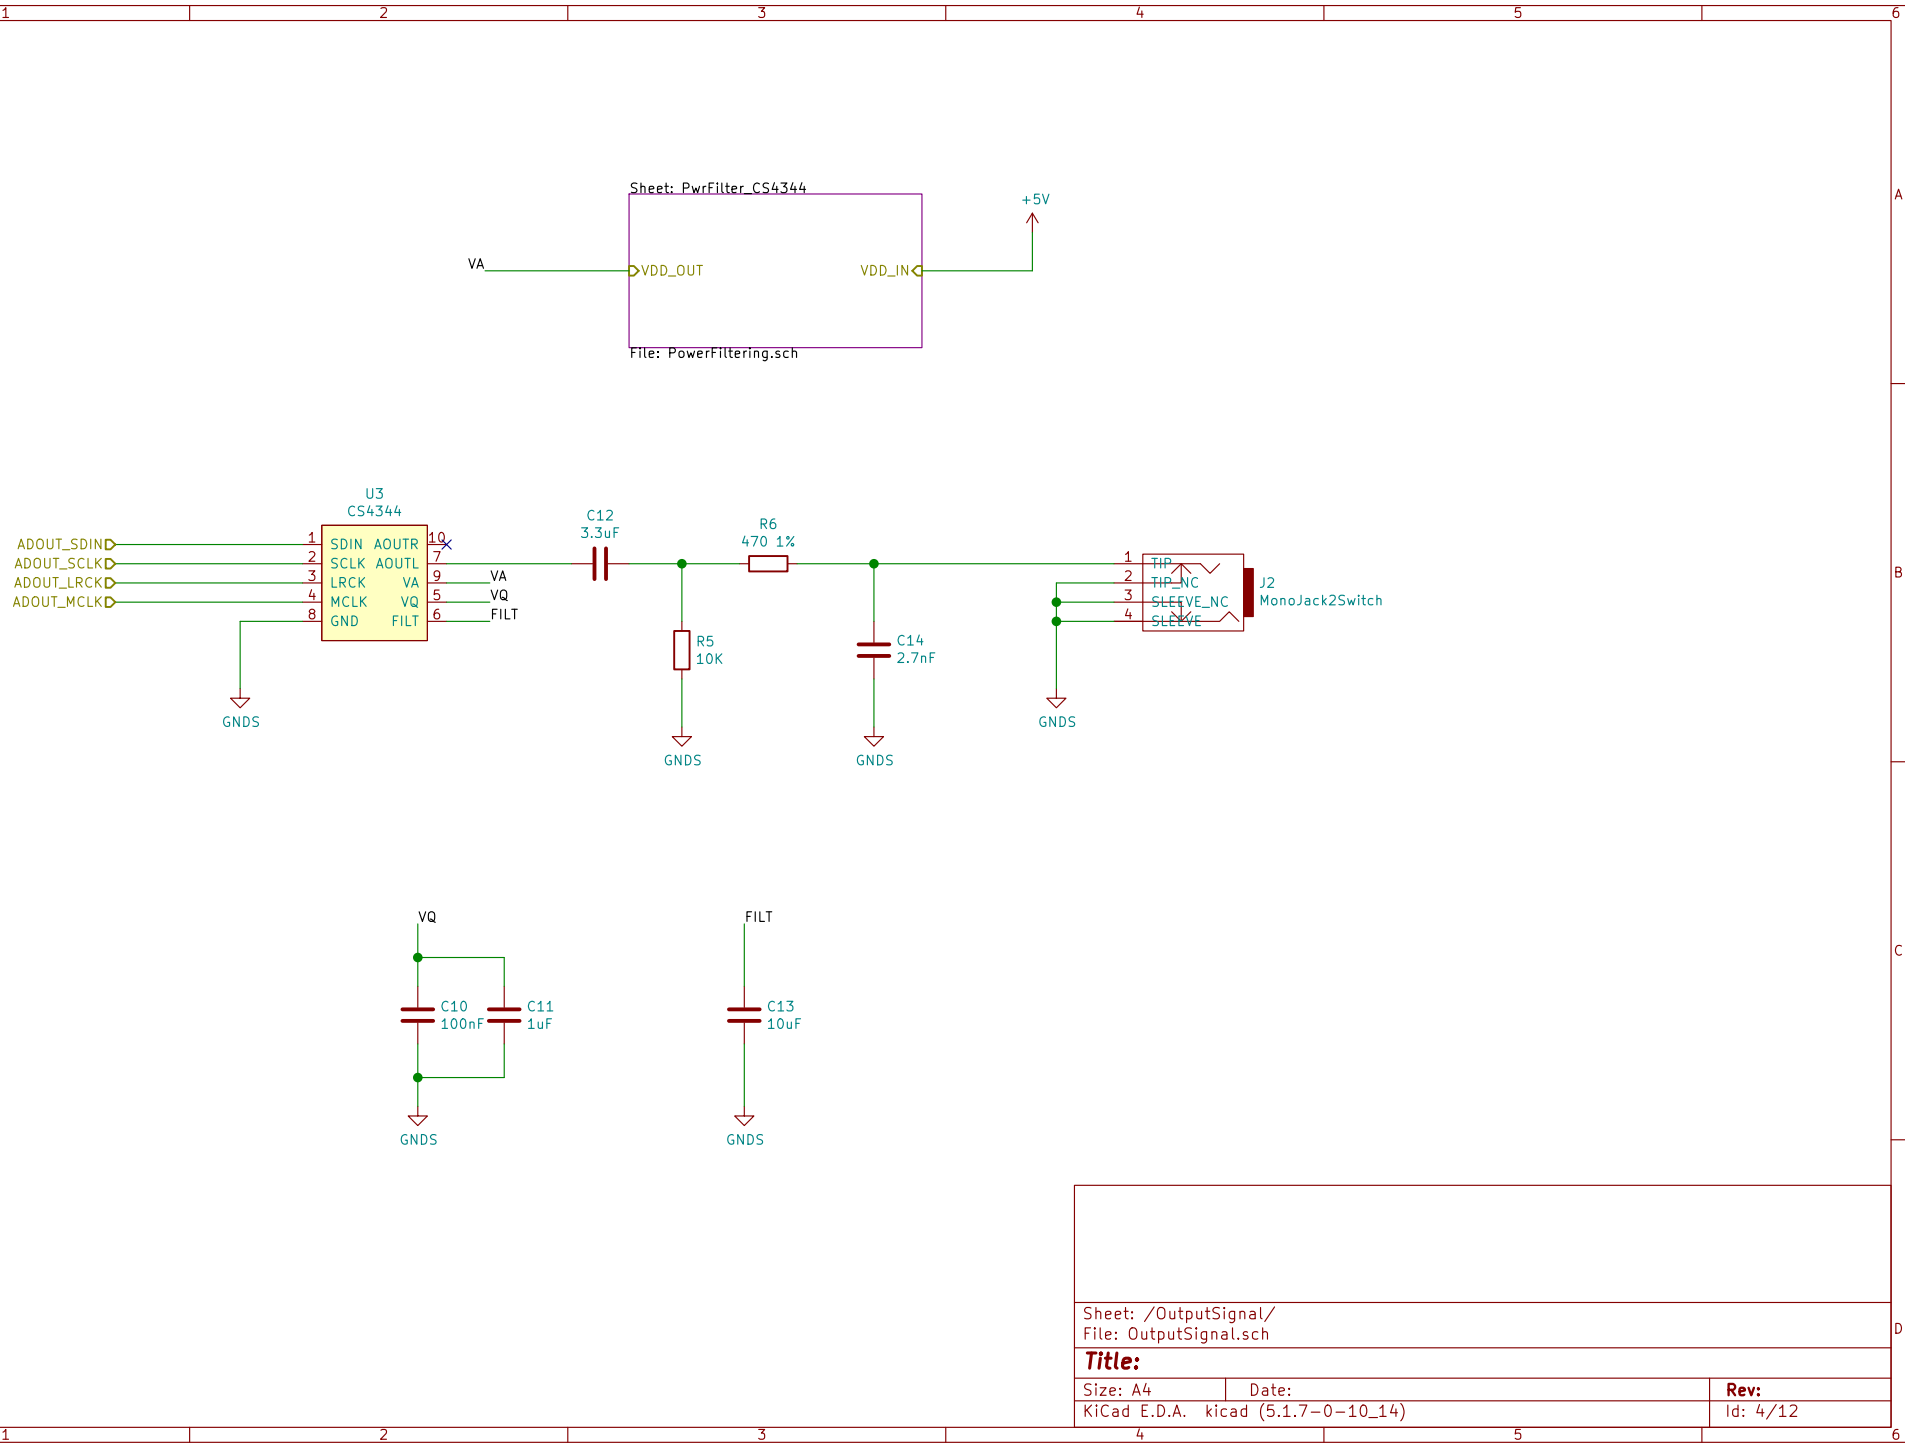 1 2 3 4 5 6
Sheet: PwrFilter_CS4344
+5V
A
VA
VDD_OUT
VDD_IN
File: PowerFiltering.sch
U3
CS4344
C12
3.3uF
R6
470 1%
ADOUT_SDIN
ADOUT_SCLK
ADOUT_LRCK
ADOUT_MCLK
1 SDIN AOUTR 10
2 SCLK AOUTL 7
3 LRCK VA 9 VA
4 MCLK VQ 5 VQ
8 GND FILT 6 FILT
1 TIP
2 TIP_NC
3 SLEEVE_NC
4 SLEEVE
J2
MonoJack2Switch
B
R5
10K
C14
2.7nF
GNDS
GNDS
GNDS
GNDS
VQ
FILT
C
C10
100nF
C11
1uF
C13
10uF
GNDS
GNDS
Sheet: /OutputSignal/
File: OutputSignal.sch
D
Title:
Size: A4 Date: Rev:
KiCad E.D.A. kicad (5.1.7-0-10_14) Id: 4/12
1 2 3 4 5 6